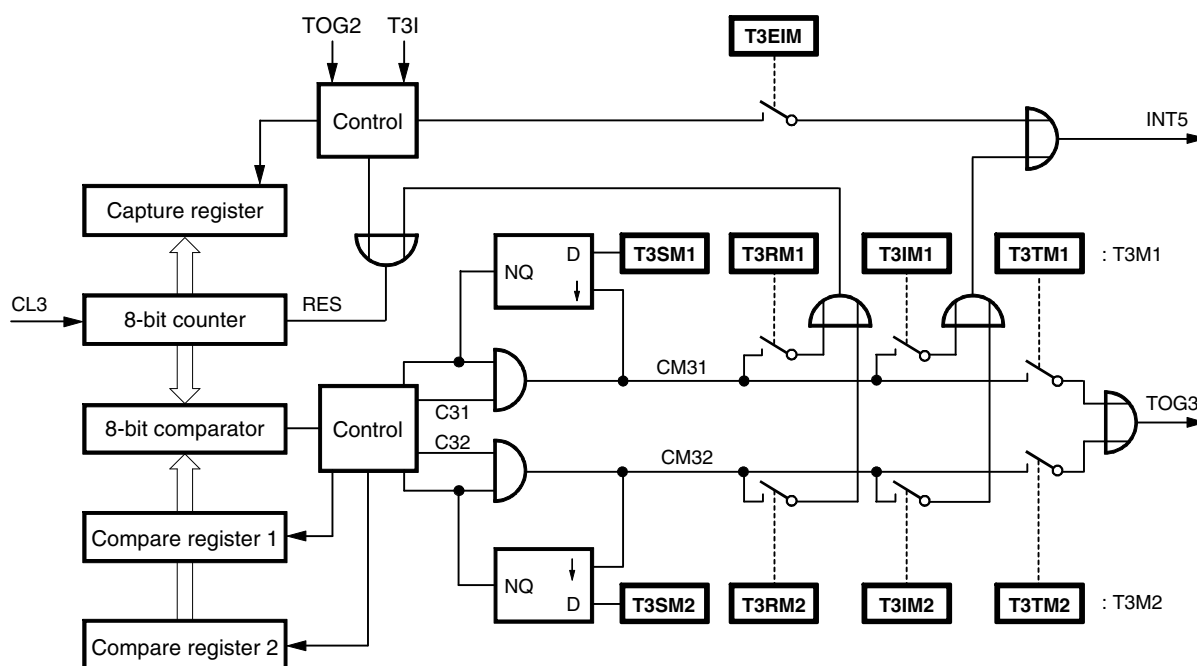 TOG2 T3I
T3EIM
Control
INT5
Capture register
D
NQ
T3SM1
T3RM1
T3IM1
T3TM1
: T3M1
CL3
8-bit counter
RES
CM31
C31
8-bit comparator
Control
TOG3
C32
CM32
Compare register 1
NQ
D
T3SM2
T3RM2
T3IM2
T3TM2
: T3M2
Compare register 2